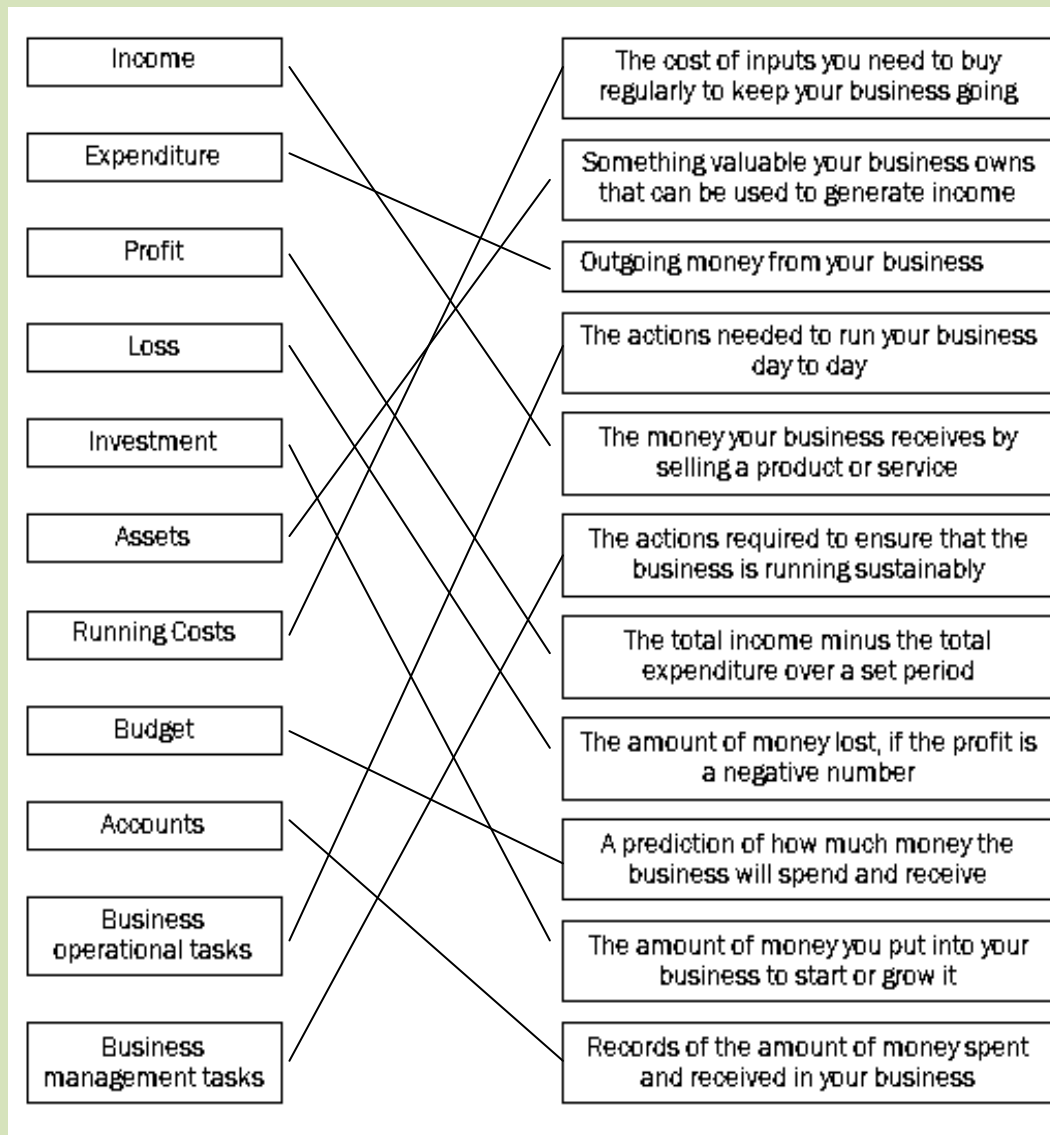 Income
Expenditure
Profit
Loss
Investment
Assets
Running Costs
Budget
Accounts
Business
operational tasks
Business
management tasks
The cost of inputs you need to buy
regularly to keep your business going
Something valuable your business owns
that can be used to generate income
Outgoing money from your business
The actions needed to run your business
day to day
The money your business receives by
selling a product or service
The actions required to ensure that the
business is running sustainably
The total income minus the total
expenditure over a set period
The amount of money lost, if the profit is
a negative number
A prediction of how much money the
business will spend and receive
The amount of money you put into your
business to start or grow it
Records of the amount of money spent
and received in your business